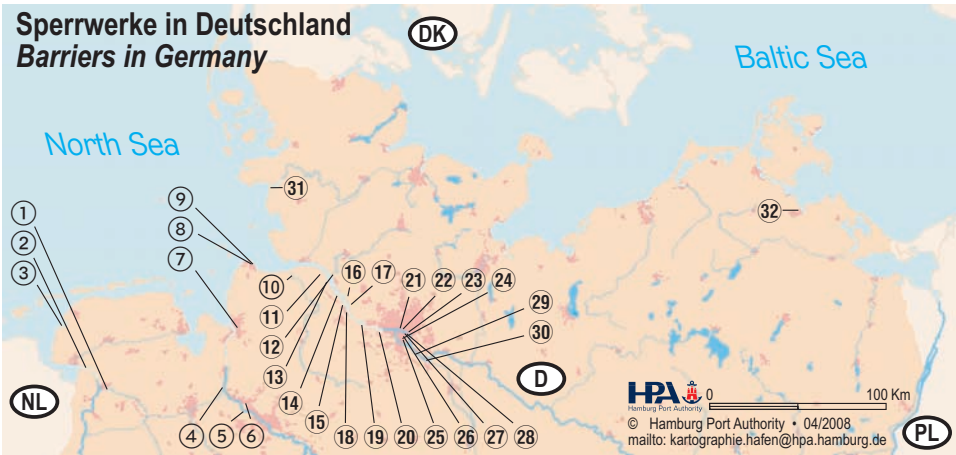 Sperrwerke in Deutschland
Barriers in Germany
DK
Baltic Sea
North Sea
31
32
1
2
3
9
8
7
10
11
12
13
14
15
16
17
21
22
23
24
29
30
NL
4
5
6
18
19
20
25
26
27
28
D
HPA
Hamburg Port Authority
0 100 Km
© Hamburg Port Authority • 04/2008
mailto: kartographie.hafen@hpa.hamburg.de
PL